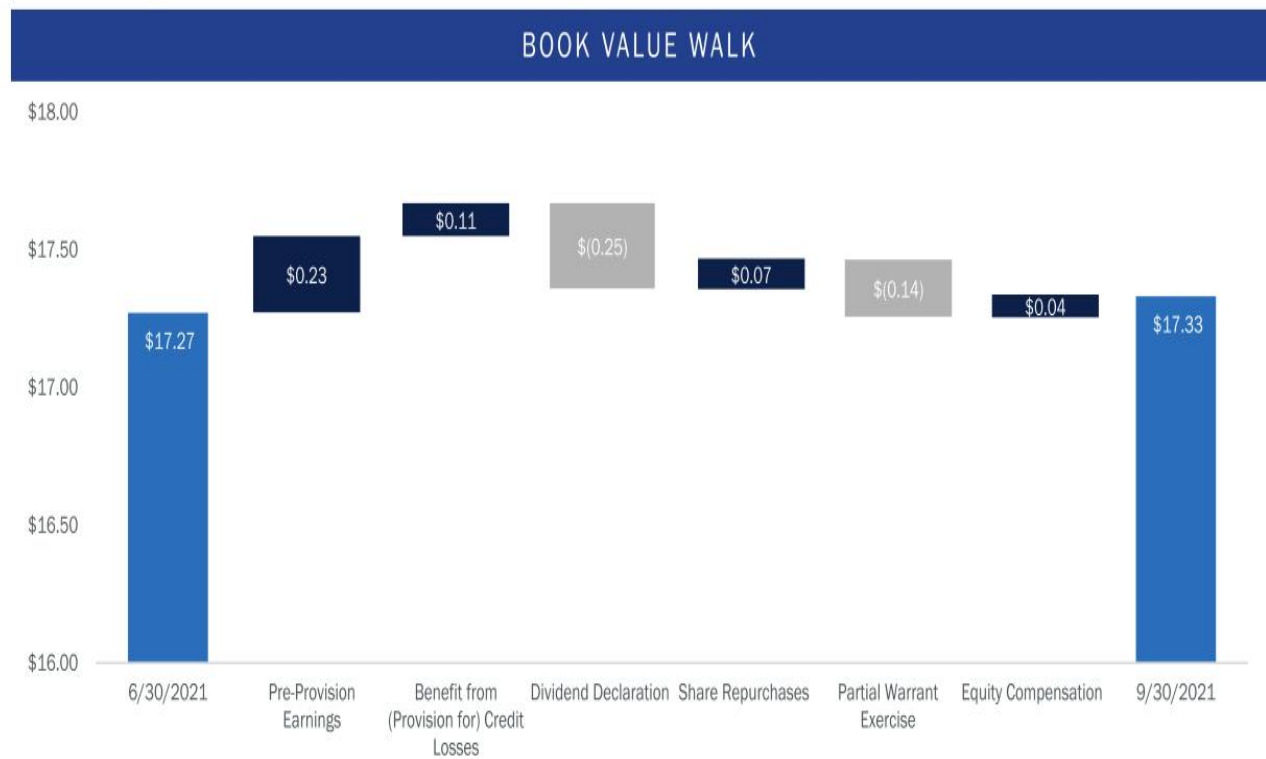 BOOK VALUE WALK
$18.00
$17.50
$17.00
$16.50
$16.00
$17.27
$0.23
$0.11
$(0.25)
$0.07
$(0.14)
$0.04
$17.33
6/30/2021
Pre-Provision
Earnings
Benefit from
(Provision for) Credit
Losses
Dividend Declaration
Share Repurchases
Partial Warrant
Exercise
Equity Compensation
9/30/2021